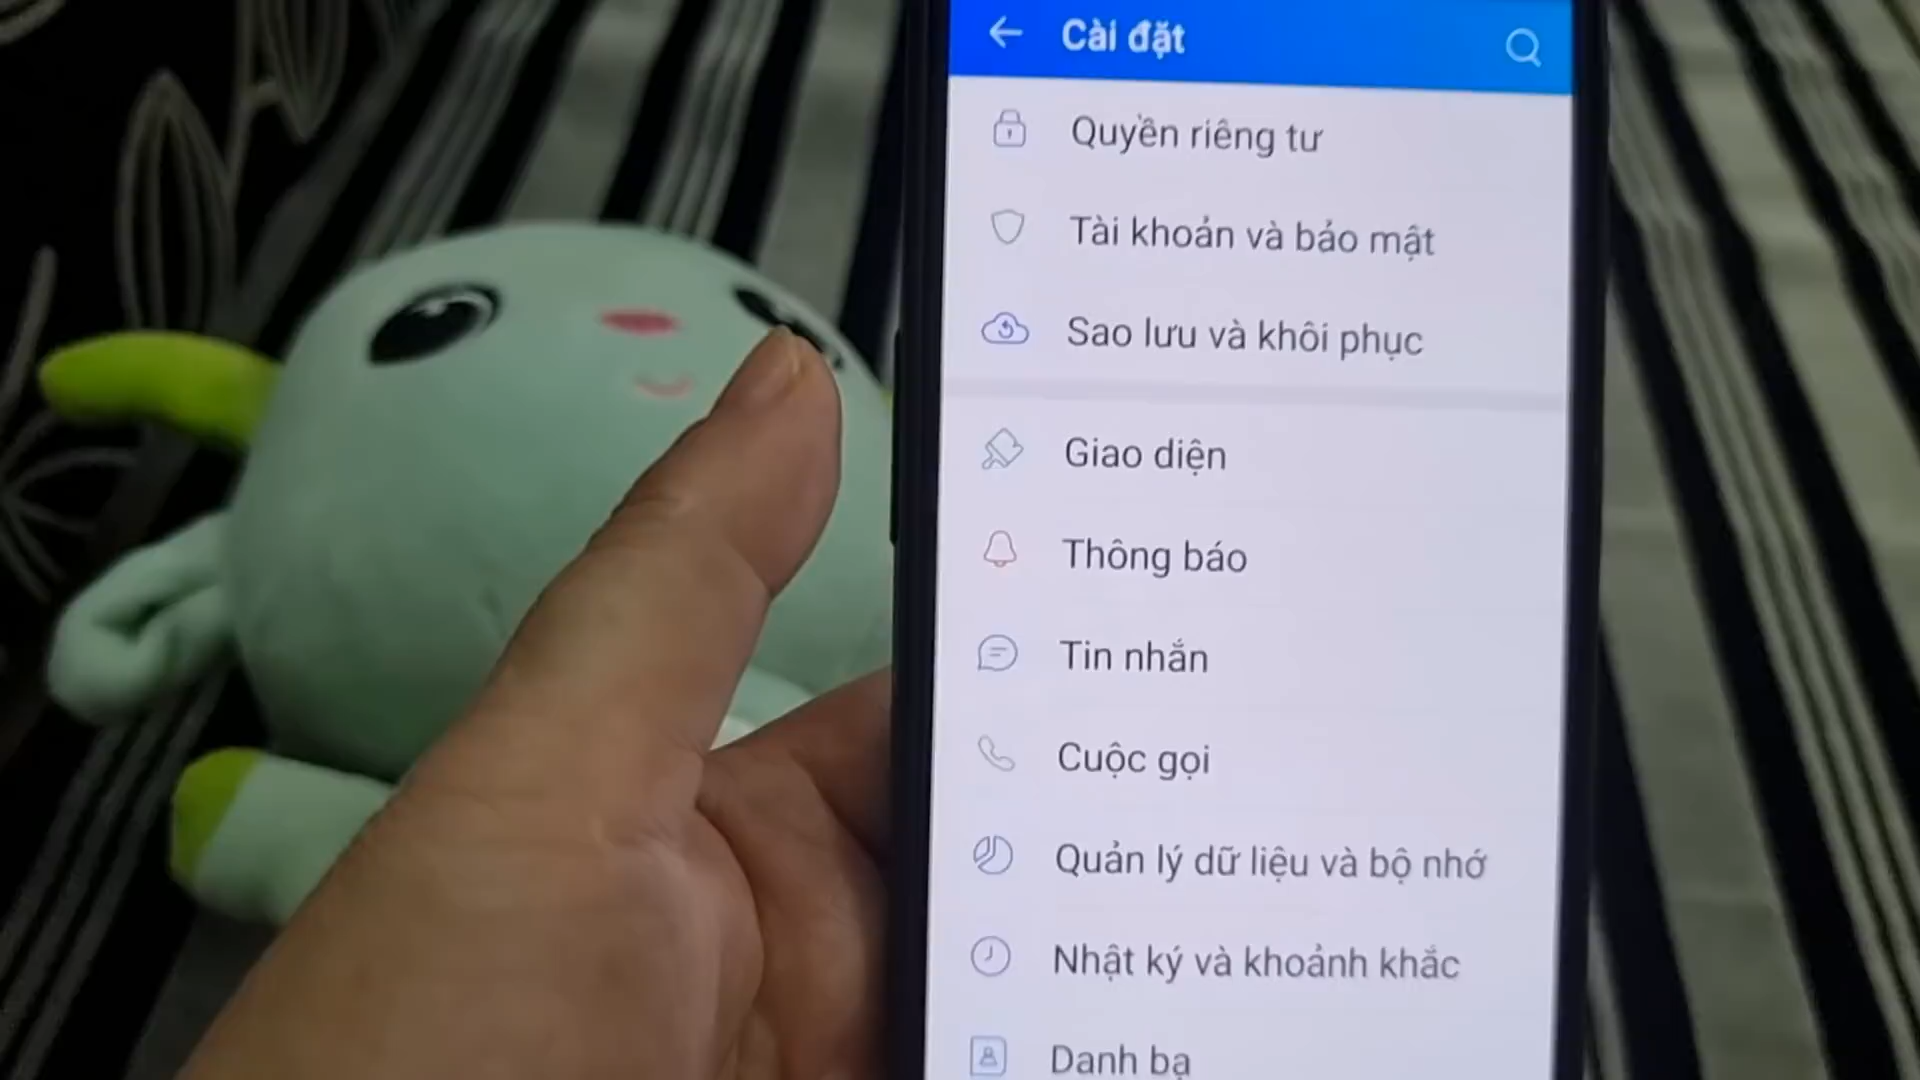 Cài đặt
Quyền riêng tư
Tài khoản và bảo mật
Sao lưu và khôi phục
Giao diện
Thông báo
Tin nhắn
Cuộc gọi
Quản lý dữ liệu và bộ nhớ
Nhật ký và khoảnh khắc
Danh bạ